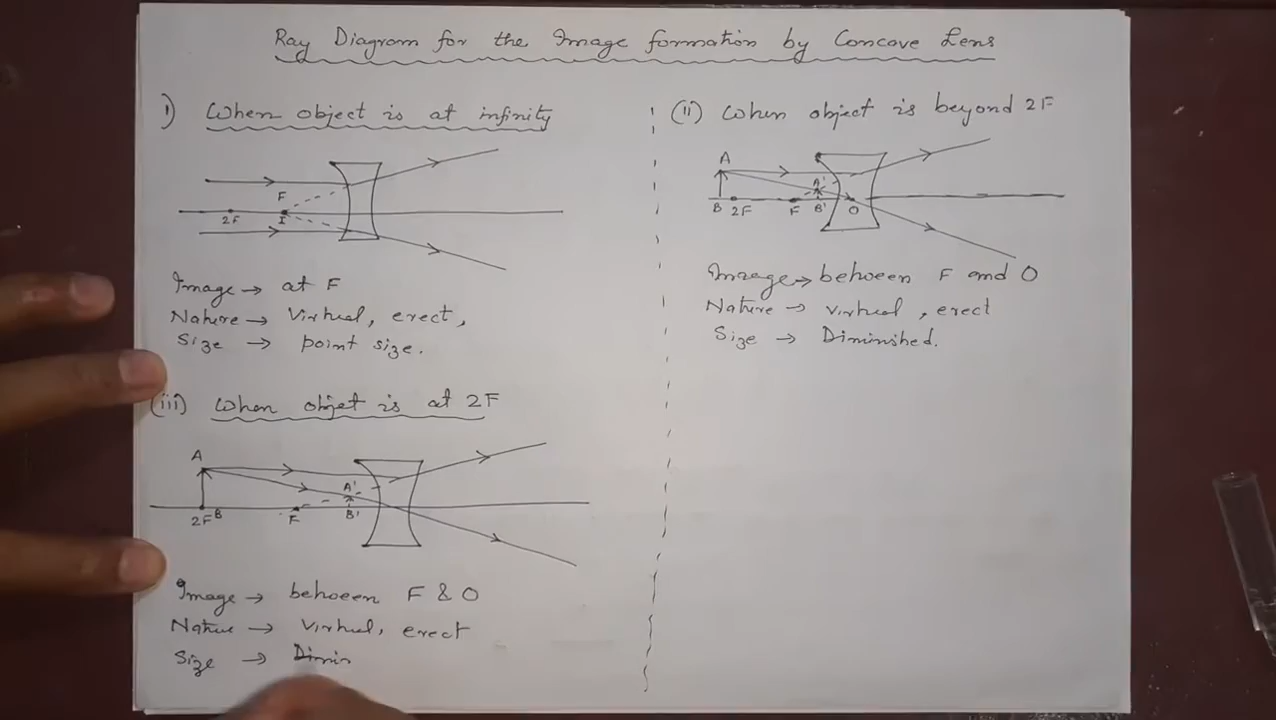 Ray Diagram for the Image formation by Concave Lens
i) When object is at infinity
F
2F I
Image → at F
Nature → Virtual, erect,
Size → point size.
(ii) When object is beyond 2F
A
A'
B 2F F B' O
Image → between F and O
Nature → virtual, erect
Size → Diminished.
(iii) When objet is at 2F
A
A'
2F B F B'
Image → between F & O
Nature → Virtual, erect
Size → Dimin